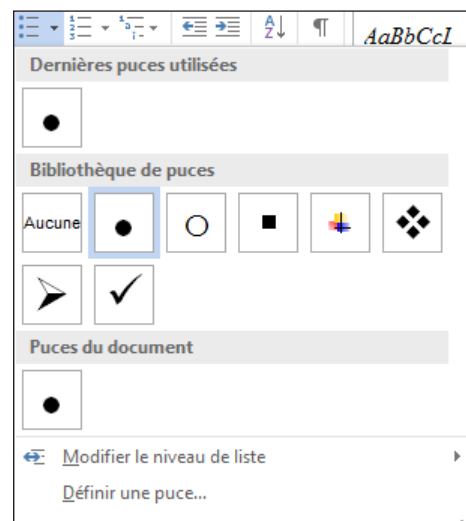 AaBbCcI
Dernières puces utilisées
Bibliothèque de puces
Aucune
Puces du document
Modifier le niveau de liste
Définir une puce...